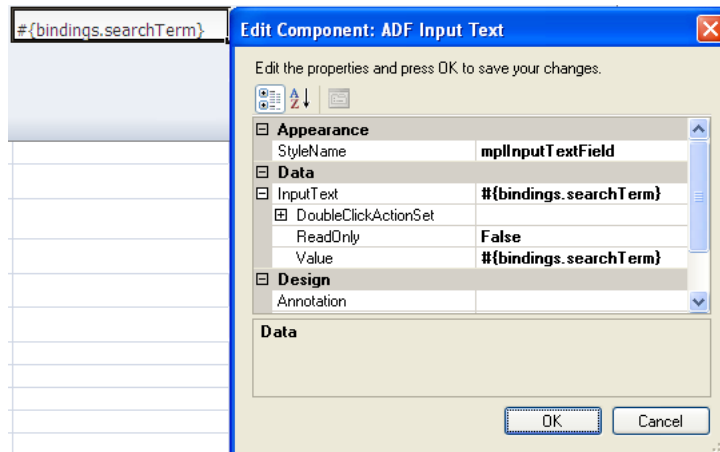 #{bindings.searchTerm}
Edit Component: ADF Input Text
Edit the properties and press OK to save your changes.
Appearance
StyleName mplInputTextField
Data
InputText #{bindings.searchTerm}
DoubleClickActionSet
ReadOnly False
Value #{bindings.searchTerm}
Design
Annotation
Data
OK Cancel